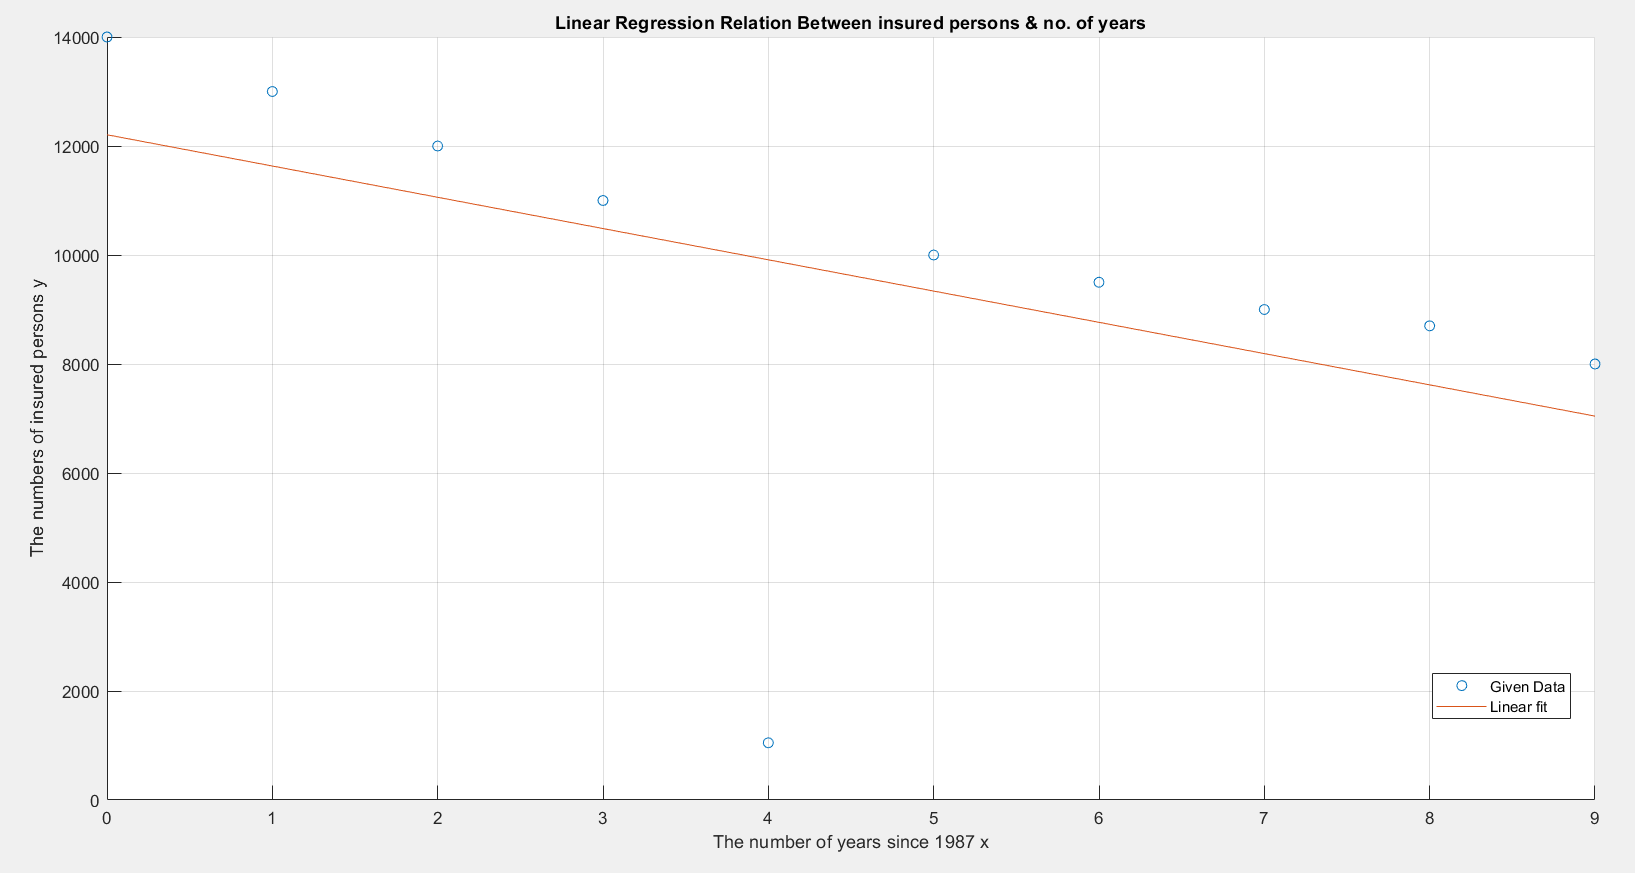 Linear Regression Relation Between insured persons & no. of years
14000
12000
10000
8000
6000
4000
2000
0
The numbers of insured persons y
0 1 2 3 4 5 6 7 8 9
The number of years since 1987 x
Given Data
Linear fit